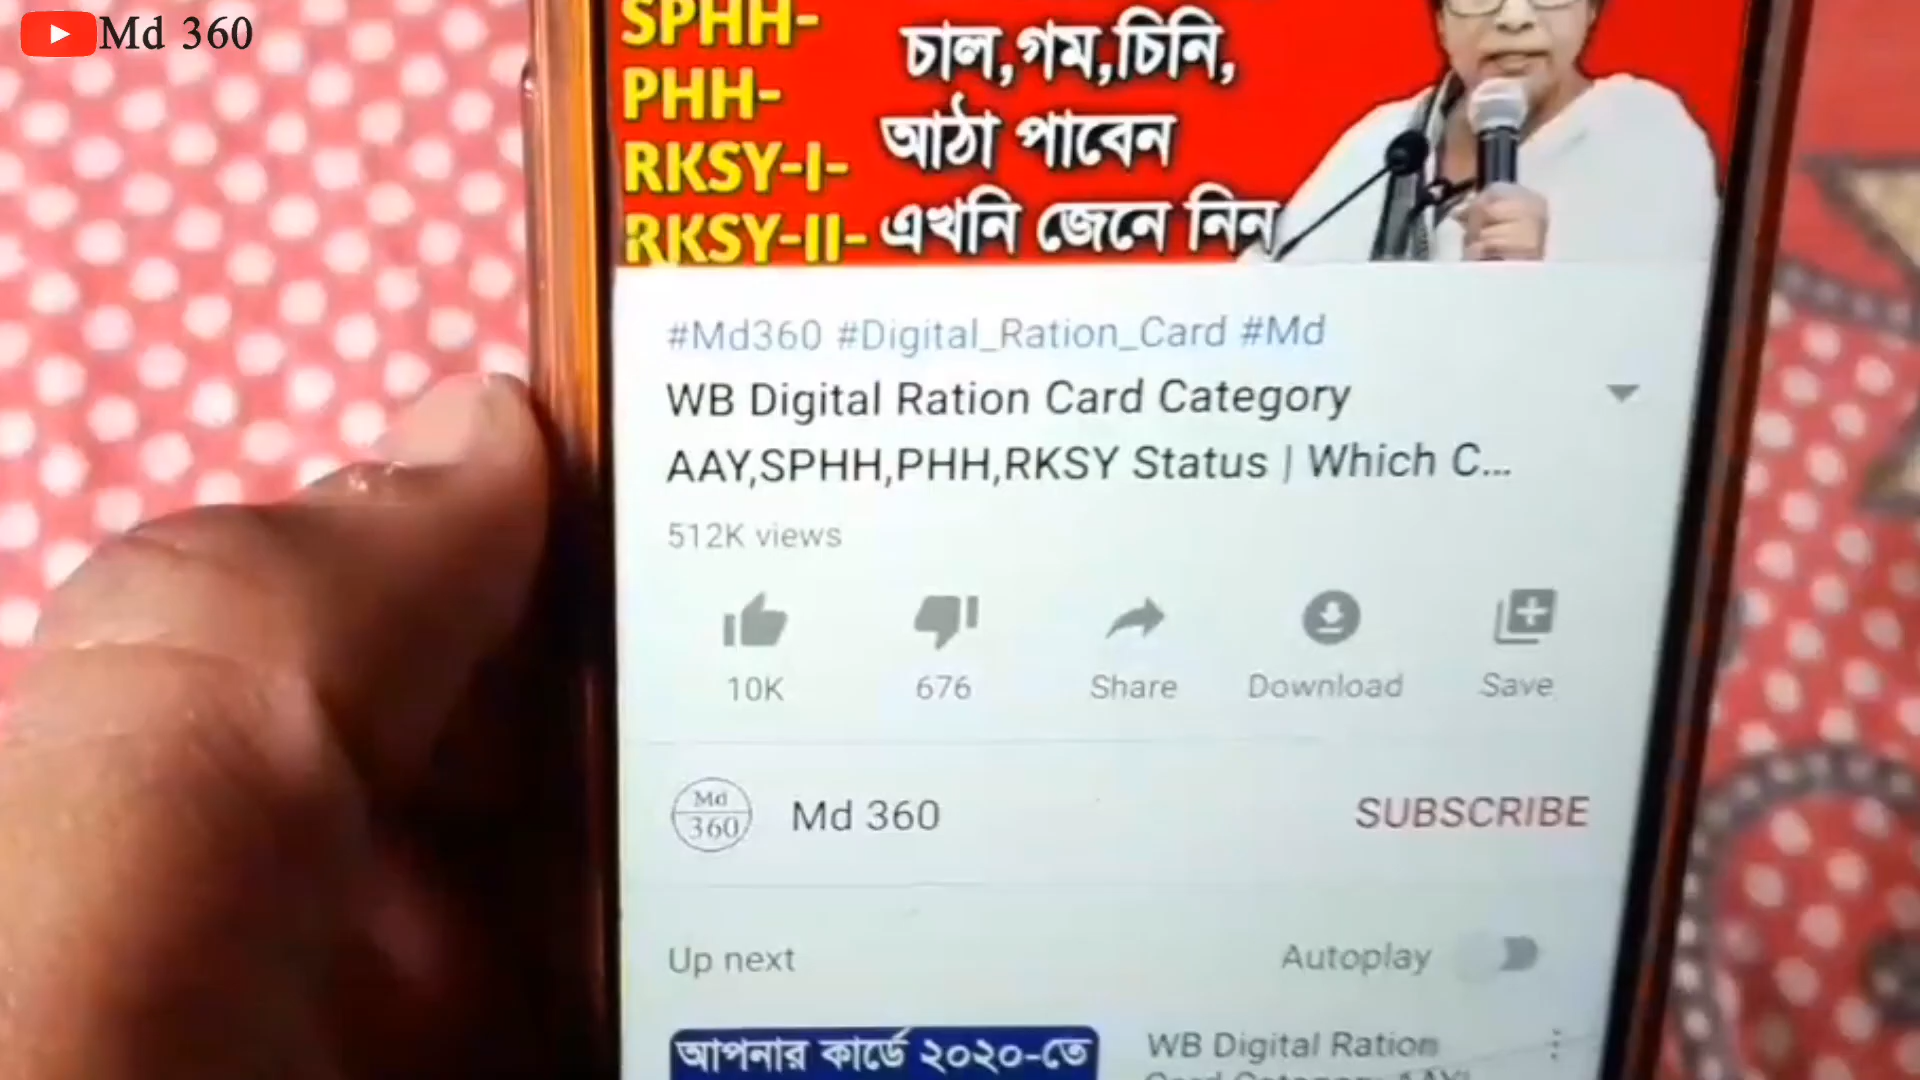 Md 360
SPHH-
PHH-
RKSY-I-
RKSY-II-
চাল,গম,চিনি,
আঠা পাবেন
এখনি জেনে নিন
#Md360 #Digital_Ration_Card #Md
WB Digital Ration Card Category
AAY,SPHH,PHH,RKSY Status | Which C...
512K views
10K 676 Share Download Save
Md
360
Md 360
SUBSCRIBE
Up next
Autoplay
আপনার কার্ডে ২০২০-তে
WB Digital Ration